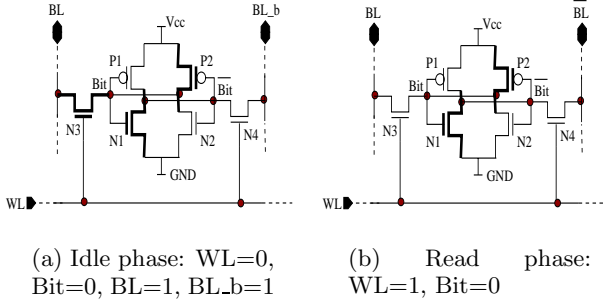 BL
BL_b
BL
BL
Vcc
Vcc
P1
P2
P1
P2
Bit
Bit
Bit
Bit
N3
N1
N2
N4
N3
N1
N2
N4
GND
GND
WL
WL
(a) Idle phase: WL=0,
Bit=0, BL=1, BL_b=1
(b) Read phase:
WL=1, Bit=0